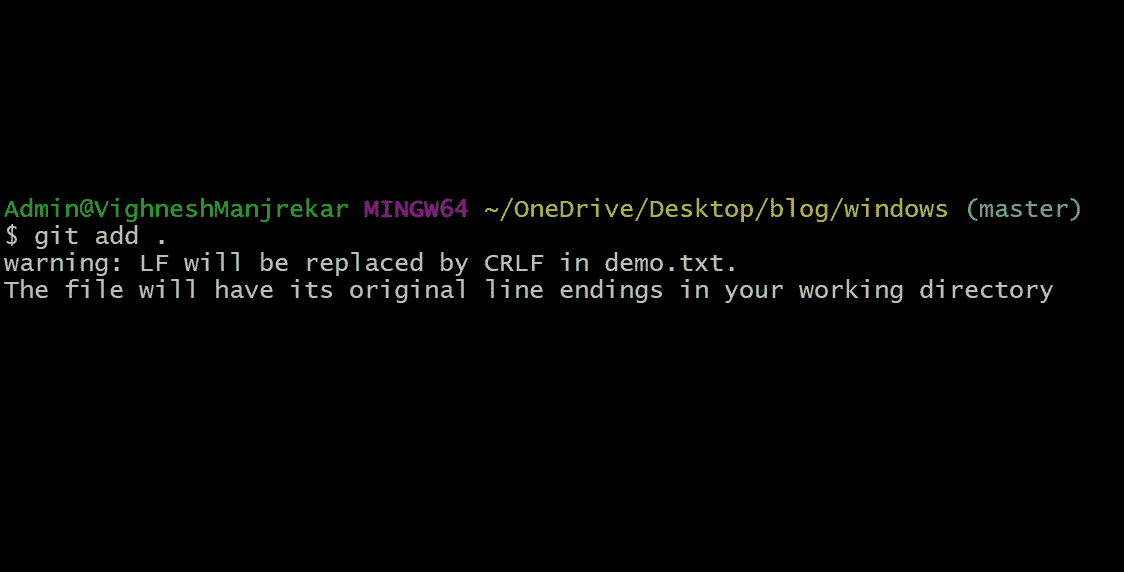 Admin@VighneshManjrekar MINGW64 ~/OneDrive/Desktop/blog/windows (master)
$ git add .
warning: LF will be replaced by CRLF in demo.txt.
The file will have its original line endings in your working directory